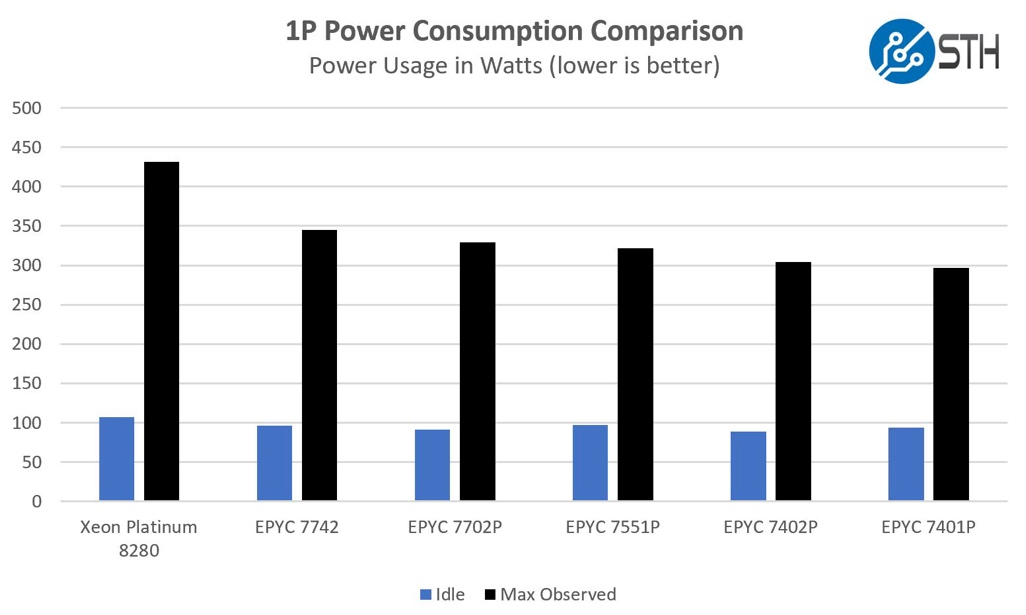 1P Power Consumption Comparison
Power Usage in Watts (lower is better)
STH
500
450
400
350
300
250
200
150
100
50
0
Xeon Platinum
8280
EPYC 7742
EPYC 7702P
EPYC 7551P
EPYC 7402P
EPYC 7401P
Idle
Max Observed